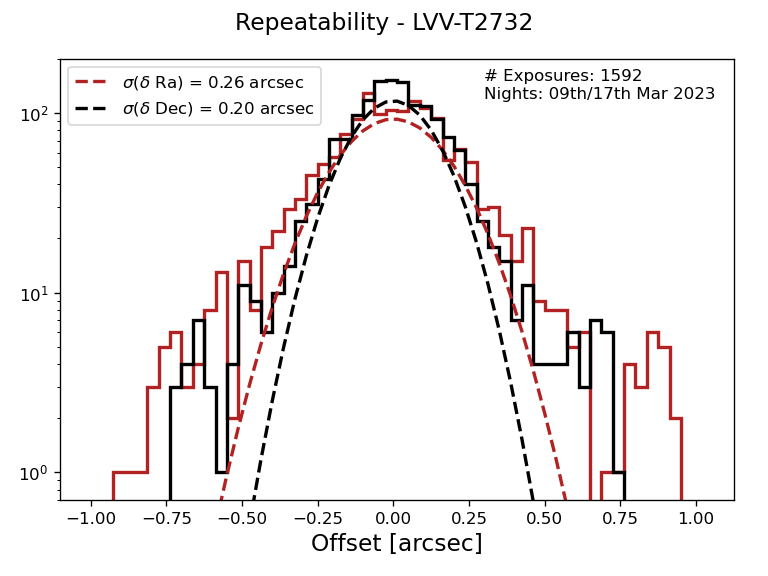 Repeatability - LVV-T2732
σ(δ Ra) = 0.26 arcsec
σ(δ Dec) = 0.20 arcsec
# Exposures: 1592
Nights: 09th/17th Mar 2023
10²
10¹
10⁰
−1.00 −0.75 −0.50 −0.25 0.00 0.25 0.50 0.75 1.00
Offset [arcsec]